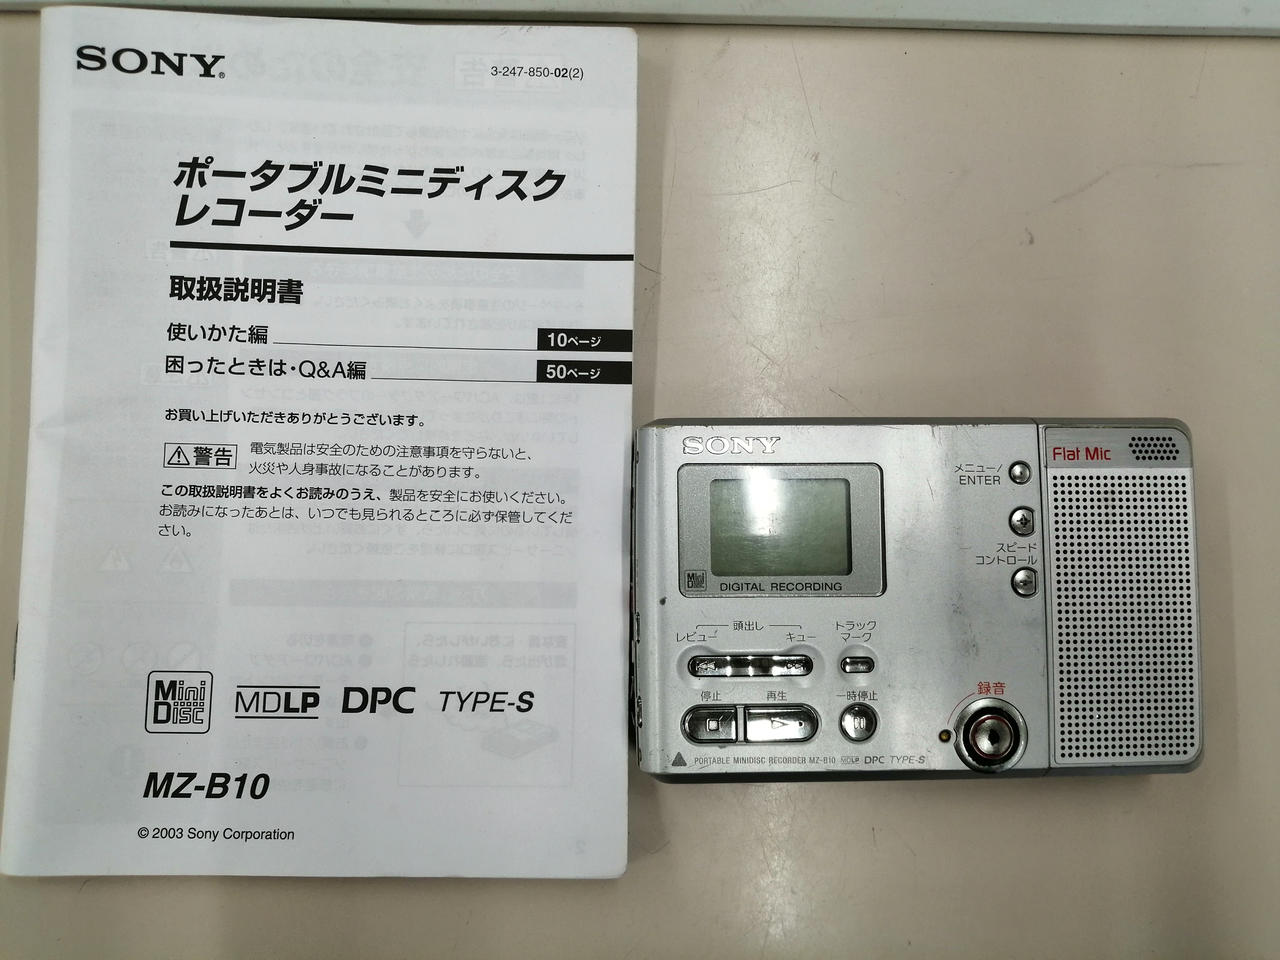 SONY®
3-247-850-02(2)
ポータブルミニディスク
レコーダー
取扱説明書
使いかた編 10ページ
困ったときは・Q&A編 50ページ
お買い上げいただきありがとうございます。
警告 電気製品は安全のための注意事項を守らないと、
火災や人身事故になることがあります。
この取扱説明書をよくお読みのうえ、製品を安全にお使いください。
お読みになったあとは、いつでも見られるところに必ず保管してくだ
さい。
Mini Disc MDLP DPC TYPE-S
MZ-B10
© 2003 Sony Corporation
SONY
Flat Mic
メニュー/
ENTER
スピード
コントロール
Mini Disc DIGITAL RECORDING
頭出し
レビュー キュー
トラック
マーク
停止 再生 一時停止
録音
PORTABLE MINIDISC RECORDER MZ-B10 MDLP DPC TYPE-S